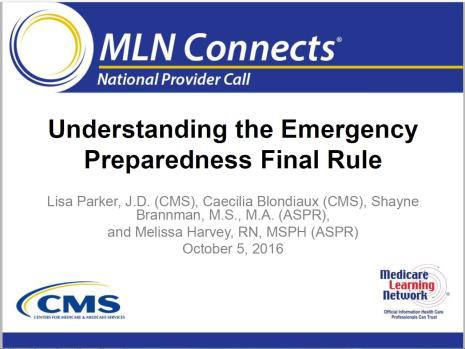 MLN Connects®
National Provider Call
Understanding the Emergency
Preparedness Final Rule
Lisa Parker, J.D. (CMS), Caecilia Blondiaux (CMS), Shayne
Brannman, M.S., M.A. (ASPR),
and Melissa Harvey, RN, MSPH (ASPR)
October 5, 2016
CMS
CENTERS FOR MEDICARE & MEDICAID SERVICES
Medicare
Learning
Network®
Official Information Health Care
Professionals Can Trust